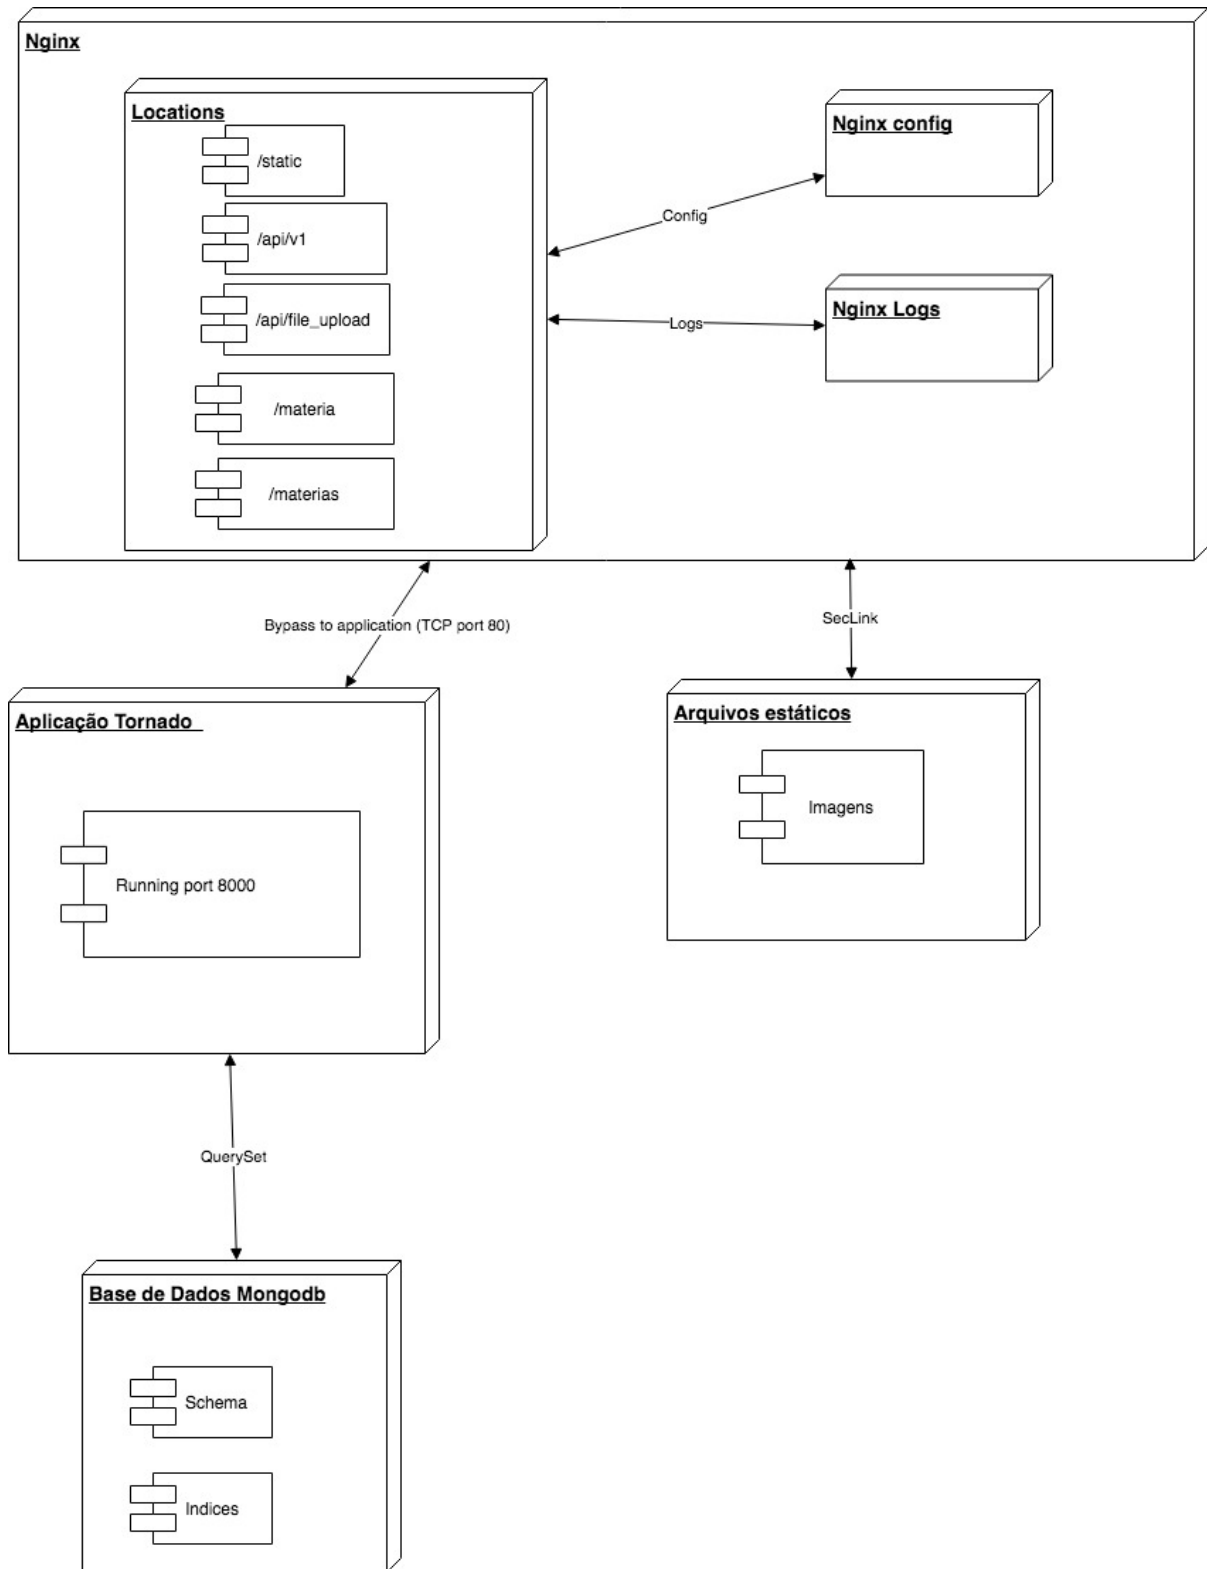 Nginx
Locations
/static
/api/v1
/api/file_upload
/materia
/materias
Nginx config
Config
Nginx Logs
Logs
Bypass to application (TCP port 80)
SecLink
Aplicação Tornado
Running port 8000
Arquivos estáticos
Imagens
QuerySet
Base de Dados Mongodb
Schema
Indices